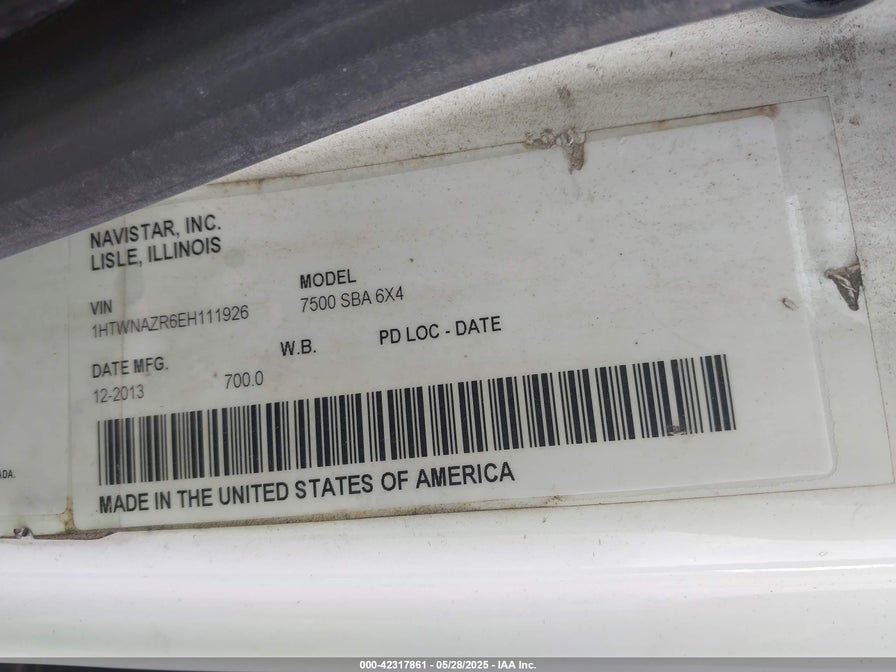 NAVISTAR, INC.
LISLE, ILLINOIS
VIN
1HTWNAZR6EH111926
MODEL
7500 SBA 6X4
DATE MFG.
12-2013
W.B.
700.0
PD LOC - DATE
MADE IN THE UNITED STATES OF AMERICA
000-42317861 - 05/28/2025 - IAA Inc.